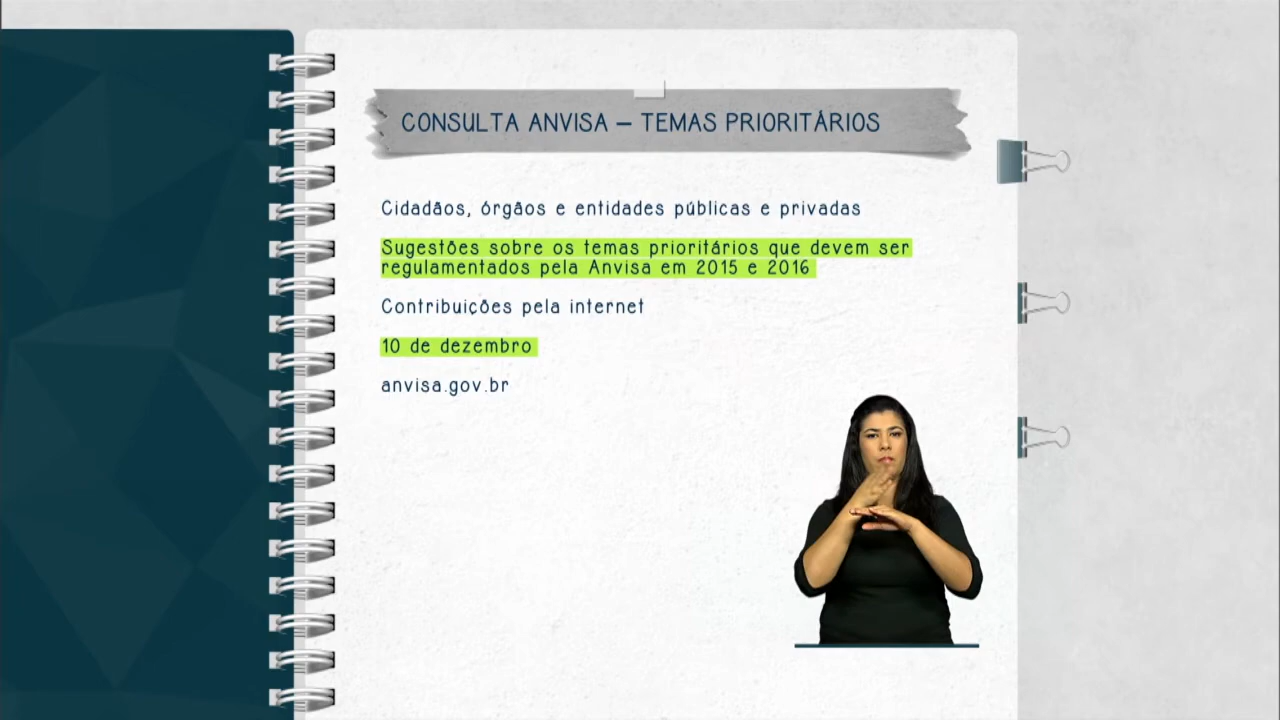 CONSULTA ANVISA – TEMAS PRIORITÁRIOS
Cidadãos, órgãos e entidades públicas e privadas
Sugestões sobre os temas prioritários que devem ser
regulamentados pela Anvisa em 2015 e 2016
Contribuições pela internet
10 de dezembro
anvisa.gov.br